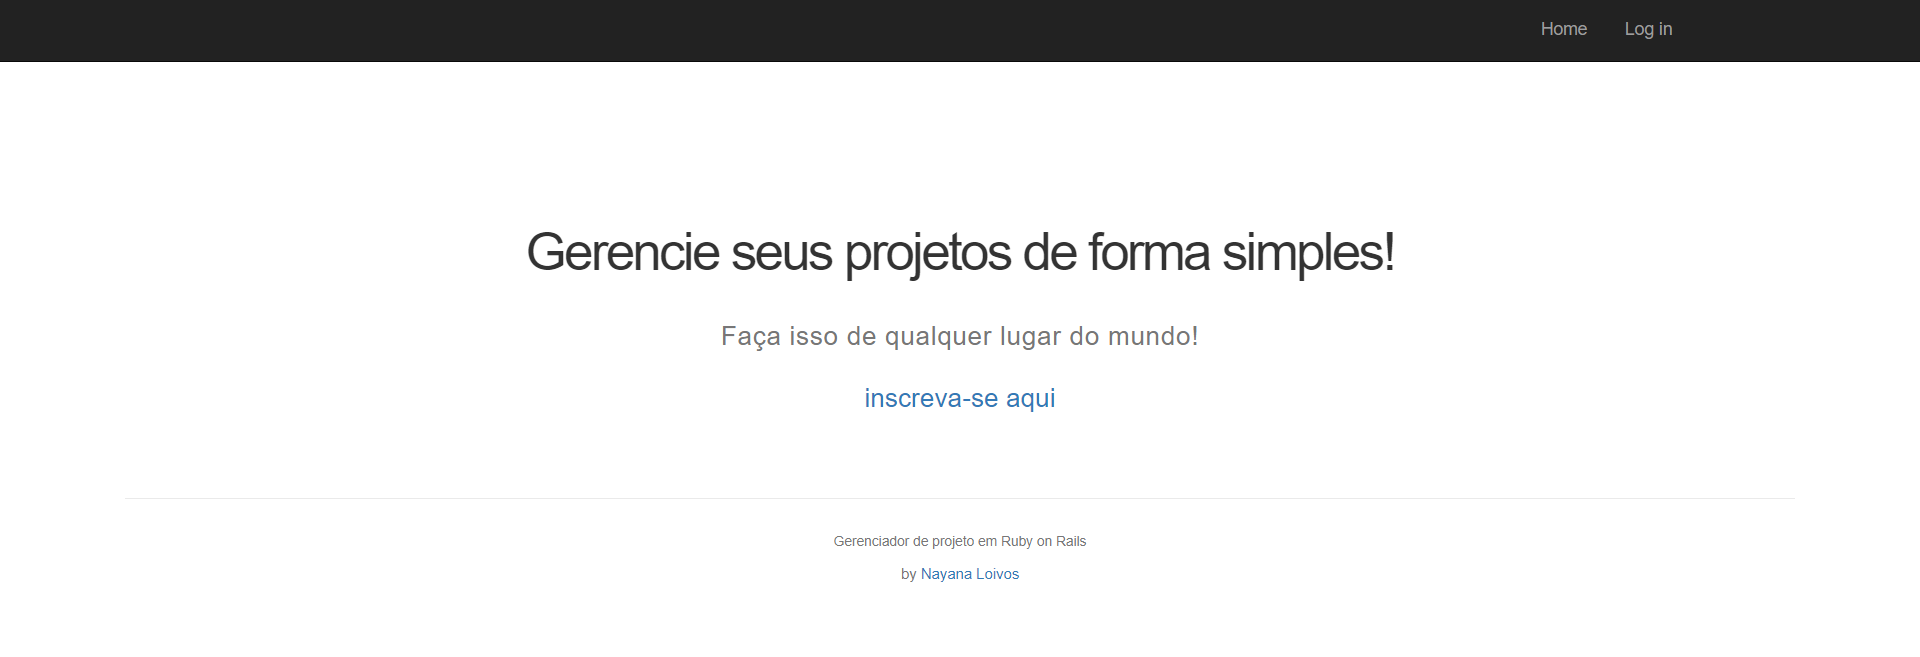 Home Log in
Gerencie seus projetos de forma simples!
Faça isso de qualquer lugar do mundo!
inscreva-se aqui
Gerenciador de projeto em Ruby on Rails
by Nayana Loivos